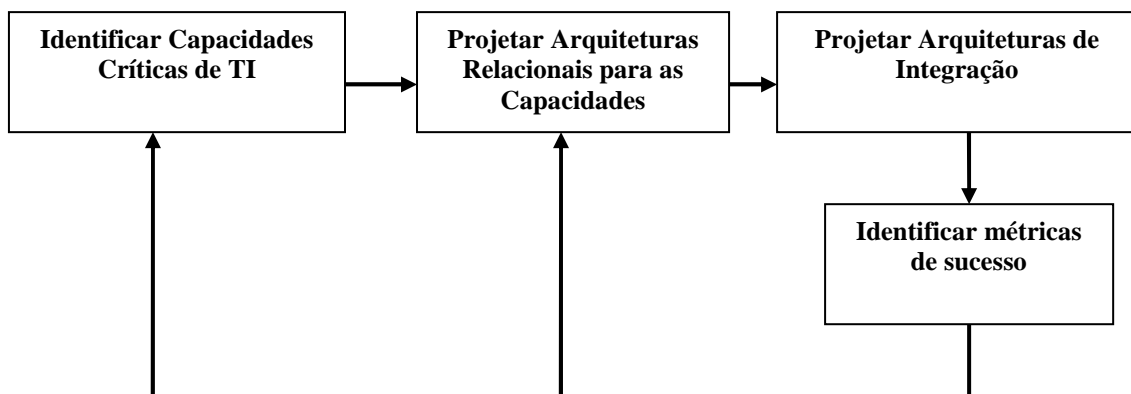 Identificar Capacidades
Críticas de TI
Projetar Arquiteturas
Relacionais para as
Capacidades
Projetar Arquiteturas de
Integração
Identificar métricas
de sucesso